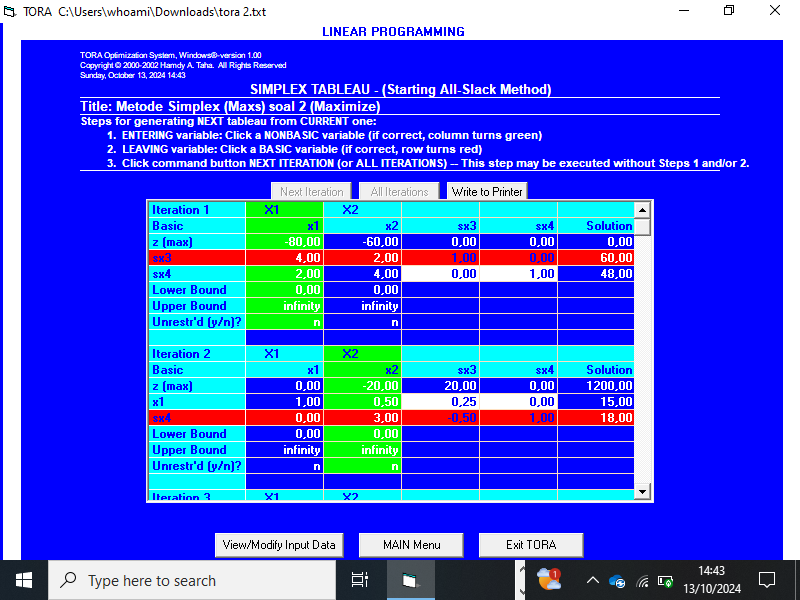 TORA C:\Users\whoami\Downloads\tora 2.txt
LINEAR PROGRAMMING
TORA Optimization System, Windows®-version 1.00
Copyright © 2000-2002 Hamdy A. Taha. All Rights Reserved
Sunday, October 13, 2024 14:43
SIMPLEX TABLEAU - (Starting All-Slack Method)
Title: Metode Simplex (Maxs) soal 2 (Maximize)
Steps for generating NEXT tableau from CURRENT one:
1. ENTERING variable: Click a NONBASIC variable (if correct, column turns green)
2. LEAVING variable: Click a BASIC variable (if correct, row turns red)
3. Click command button NEXT ITERATION (or ALL ITERATIONS) -- This step may be executed without Steps 1 and/or 2.
Next Iteration All Iterations Write to Printer
Iteration 1 X1 X2
Basic x1 x2 sx3 sx4 Solution
z (max) -80,00 -60,00 0,00 0,00 0,00
sx3 4,00 2,00 1,00 0,00 60,00
sx4 2,00 4,00 0,00 1,00 48,00
Lower Bound 0,00 0,00
Upper Bound infinity infinity
Unrestr'd (y/n)? n n
Iteration 2 X1 X2
Basic x1 x2 sx3 sx4 Solution
z (max) 0,00 -20,00 20,00 0,00 1200,00
x1 1,00 0,50 0,25 0,00 15,00
sx4 0,00 3,00 -0,50 1,00 18,00
Lower Bound 0,00 0,00
Upper Bound infinity infinity
Unrestr'd (y/n)? n n
Iteration 3 X1 X2
View/Modify Input Data MAIN Menu Exit TORA
Type here to search
1
14:43
13/10/2024